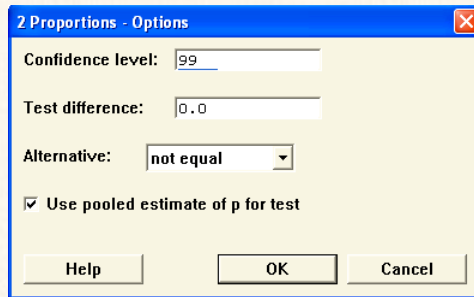 2 Proportions - Options
Confidence level: 99
Test difference: 0.0
Alternative: not equal
Use pooled estimate of p for test
Help OK Cancel